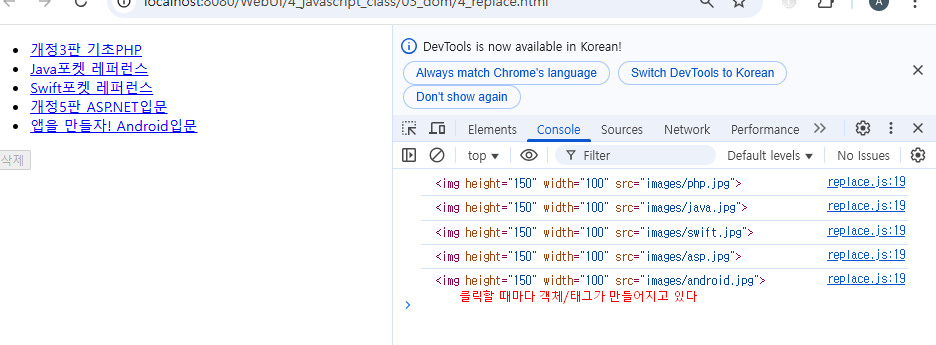 localhost:8080/WebUI/4_javascript_class/05_dom/4_replace.html
A
개정3판 기초PHP
Java포켓 레퍼런스
Swift포켓 레퍼런스
개정5판 ASP.NET입문
앱을 만들자! Android입문
삭제
DevTools is now available in Korean!
Always match Chrome's language
Switch DevTools to Korean
Don't show again
Elements Console Sources Network Performance
top Filter Default levels No Issues
<img height="150" width="100" src="images/php.jpg"> replace.js:19
<img height="150" width="100" src="images/java.jpg"> replace.js:19
<img height="150" width="100" src="images/swift.jpg"> replace.js:19
<img height="150" width="100" src="images/asp.jpg"> replace.js:19
<img height="150" width="100" src="images/android.jpg"> replace.js:19
클릭할 때마다 객체/태그가 만들어지고 있다